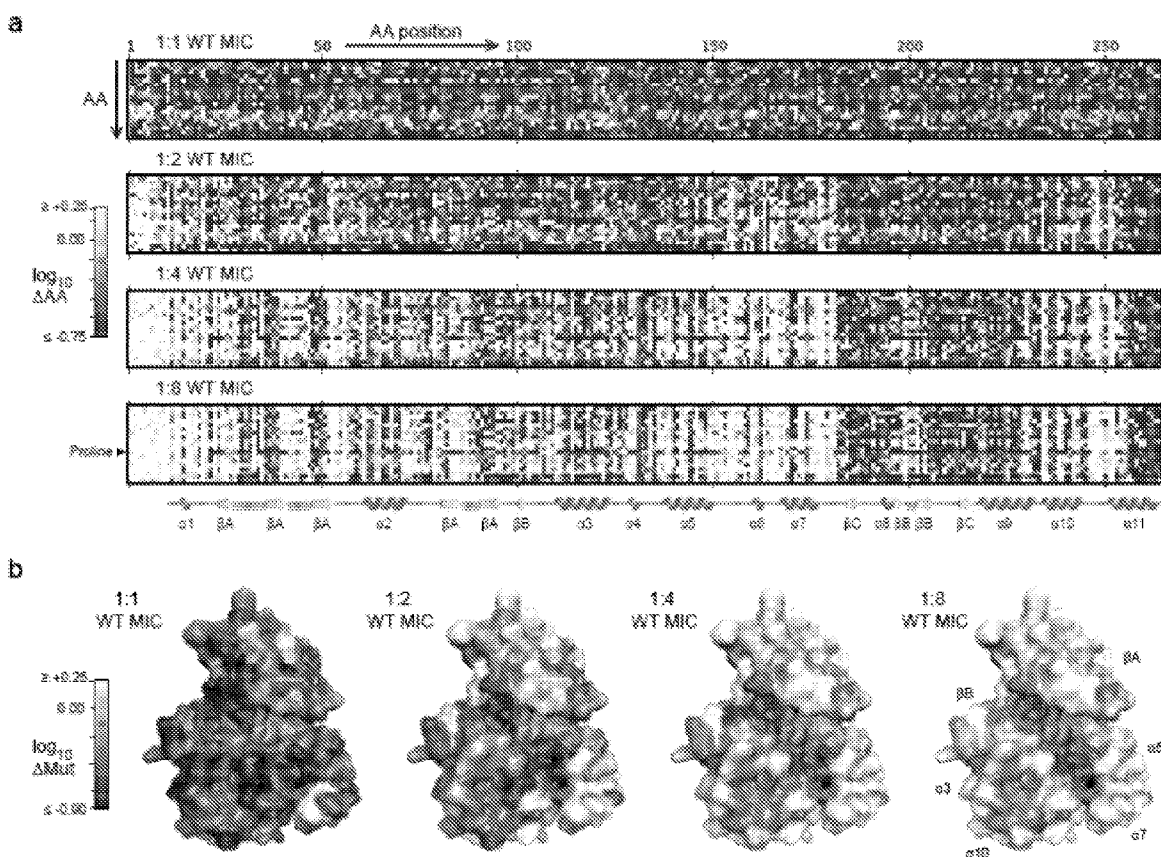 a
AA position
1 50 100 150 200 250
1:1 WT MIC
AA
1:2 WT MIC
≥ +0.25
0.00
log10
ΔAA
≤ -0.75
1:4 WT MIC
1:8 WT MIC
Proline
α1 βA βA βA α2 βA βA βB α3 α4 α5 α6 α7 βC α8 βB βB βC α9 α10 α11
b
1:1
WT MIC
1:2
WT MIC
1:4
WT MIC
1:8
WT MIC
βA
≥ +0.25
0.00
βB
log10
ΔMut
α3
≤ -0.90
α7